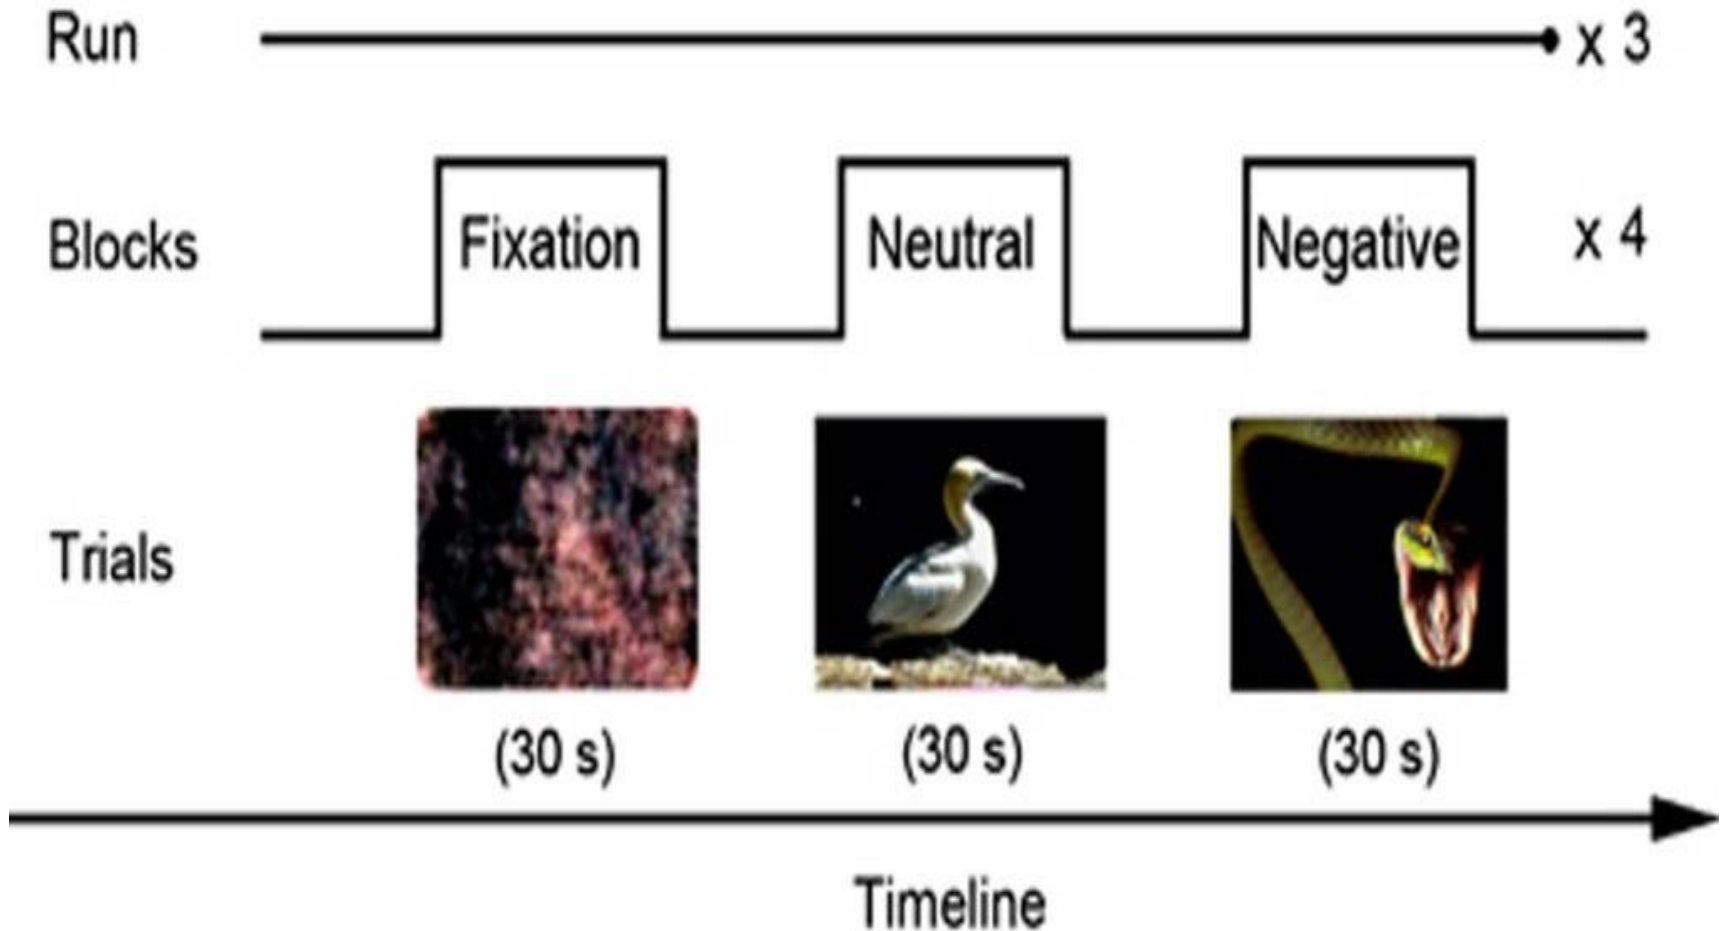 Run
x 3
Blocks
Fixation
Neutral
Negative
x 4
Trials
(30 s)
(30 s)
(30 s)
Timeline